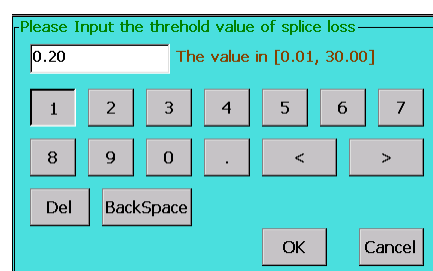 Please Input the threhold value of splice loss
0.20 The value in [0.01, 30.00]
1 2 3 4 5 6 7
8 9 0 . < >
Del BackSpace
OK Cancel